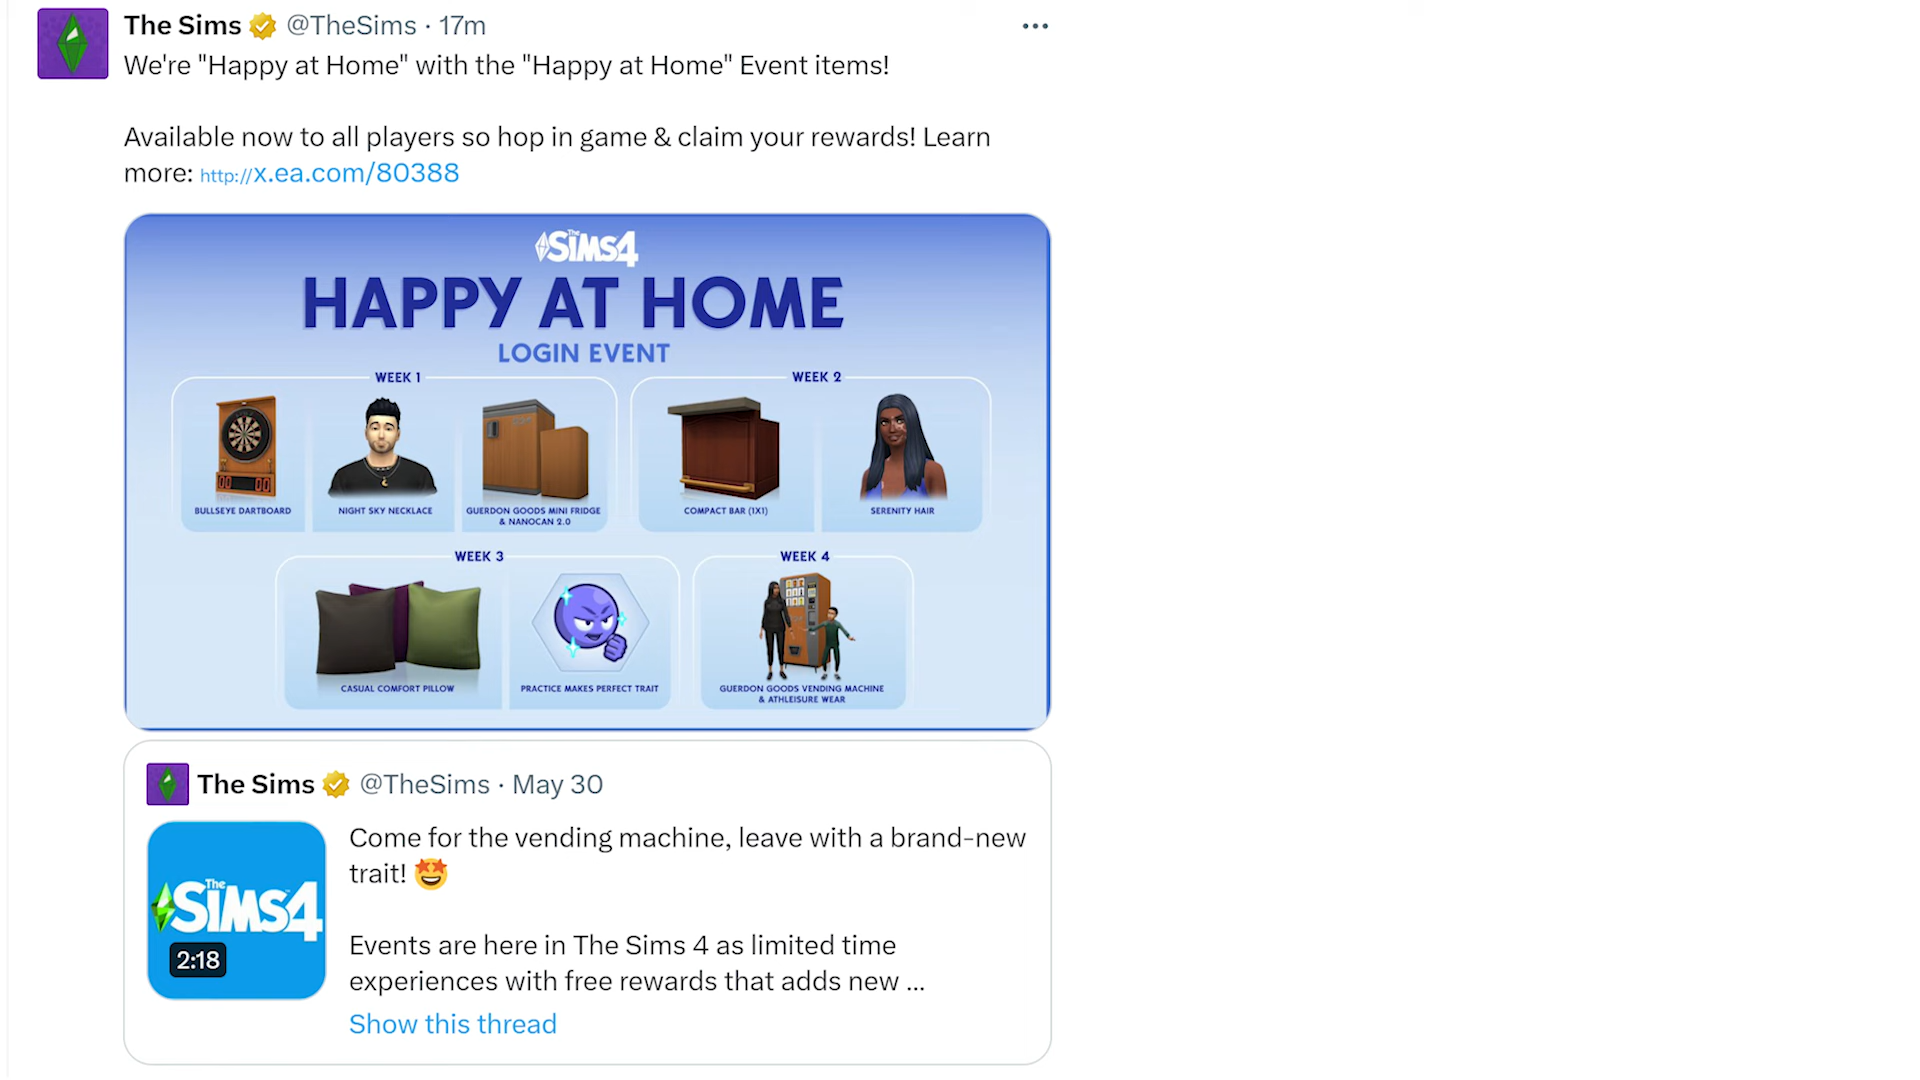 The Sims @TheSims · 17m
We're "Happy at Home" with the "Happy at Home" Event items!
Available now to all players so hop in game & claim your rewards! Learn
more: http://x.ea.com/80388
The SIMS 4
HAPPY AT HOME
LOGIN EVENT
WEEK 1
BULLSEYE DARTBOARD
NIGHT SKY NECKLACE
GUERDON GOODS MINI FRIDGE
& NANOCAN 2.0
WEEK 2
COMPACT BAR (1X1)
SERENITY HAIR
WEEK 3
CASUAL COMFORT PILLOW
PRACTICE MAKES PERFECT TRAIT
WEEK 4
GUERDON GOODS VENDING MACHINE
& ATHLEISURE WEAR
The Sims @TheSims · May 30
Come for the vending machine, leave with a brand-new
trait! 🤩
The SIMS 4
2:18
Events are here in The Sims 4 as limited time
experiences with free rewards that adds new ...
Show this thread